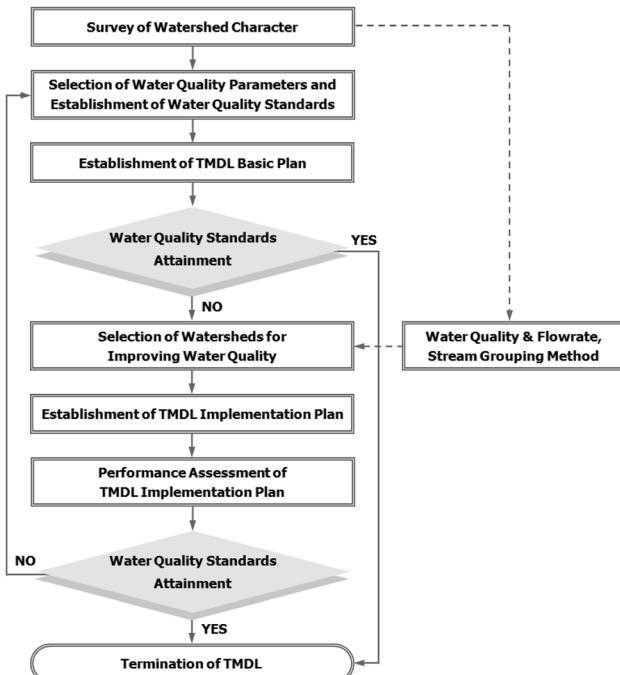 Survey of Watershed Character
Selection of Water Quality Parameters and
Establishment of Water Quality Standards
Establishment of TMDL Basic Plan
Water Quality Standards
Attainment
YES
NO
Selection of Watersheds for
Improving Water Quality
Water Quality & Flowrate,
Stream Grouping Method
Establishment of TMDL Implementation Plan
Performance Assessment of
TMDL Implementation Plan
NO
Water Quality Standards
Attainment
YES
Termination of TMDL